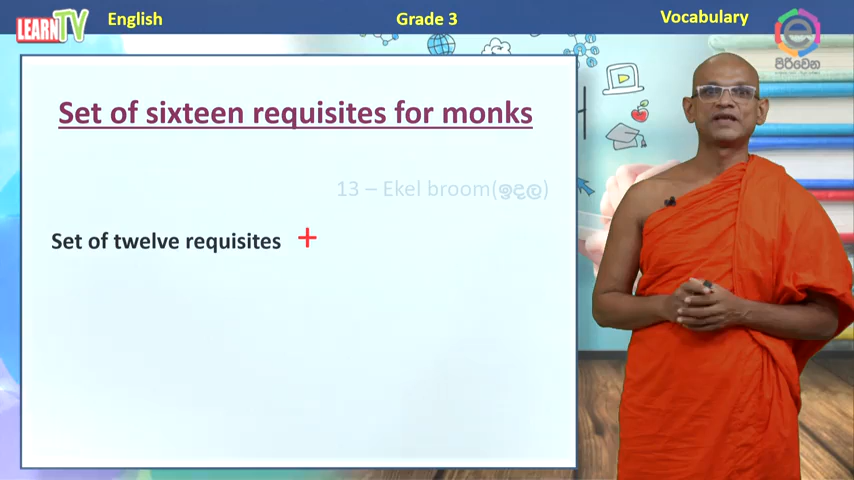 LEARN TV
English
Grade 3
Vocabulary
පිරිවෙන
Set of sixteen requisites for monks
13 – Ekel broom(ඉදල)
Set of twelve requisites +